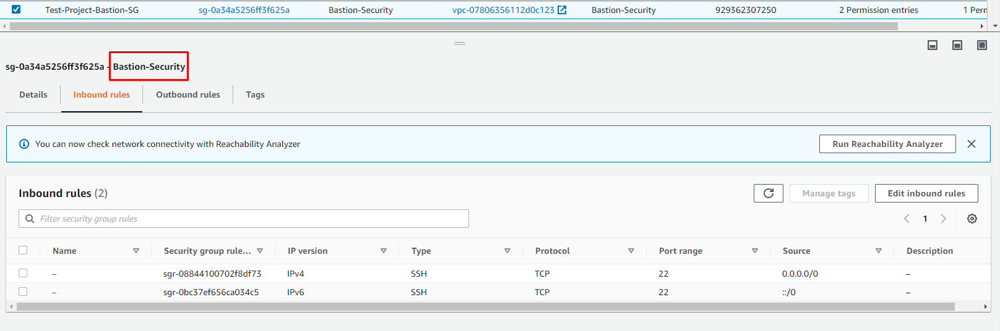 Test-Project-Bastion-SG sg-0a34a5256ff3f625a Bastion-Security vpc-07806356112d0c123 Bastion-Security 929362307250 2 Permission entries 1 Perm
sg-0a34a5256ff3f625a - Bastion-Security
Details Inbound rules Outbound rules Tags
You can now check network connectivity with Reachability Analyzer Run Reachability Analyzer
Inbound rules (2) Manage tags Edit inbound rules
Filter security group rules 1
Name Security group rule... IP version Type Protocol Port range Source Description
– sgr-08844100702f8df73 IPv4 SSH TCP 22 0.0.0.0/0 –
– sgr-0bc37ef656ca034c5 IPv6 SSH TCP 22 ::/0 –